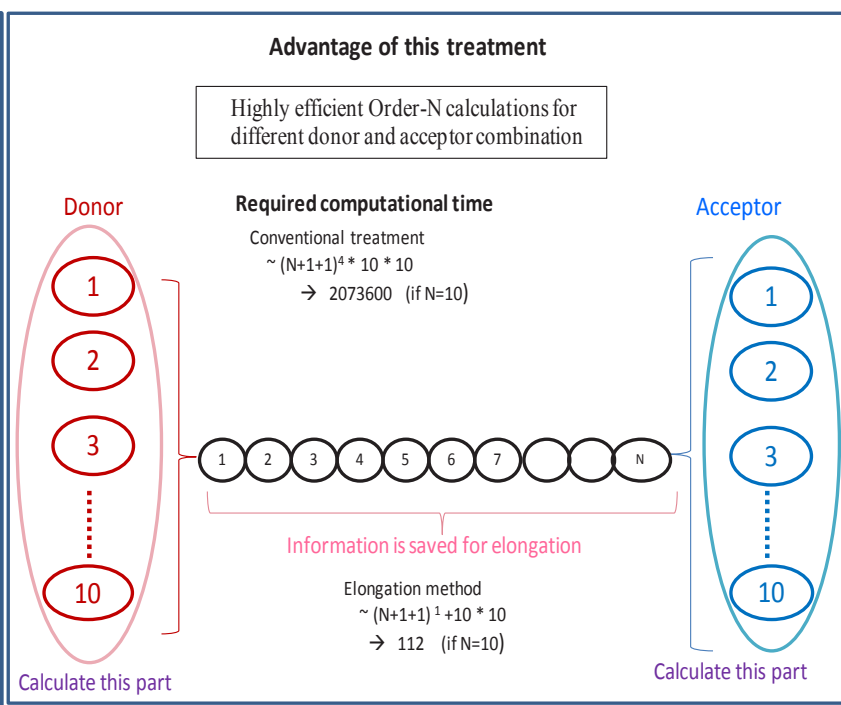 Advantage of this treatment
Highly efficient Order-N calculations for
different donor and acceptor combination
Donor
Required computational time
Acceptor
Conventional treatment
~ (N+1+1)⁴ * 10 * 10
→ 2073600 (if N=10)
1
2
3
10
1
2
3
10
1 2 3 4 5 6 7 N
Information is saved for elongation
Elongation method
~ (N+1+1) ¹ +10 * 10
→ 112 (if N=10)
Calculate this part
Calculate this part